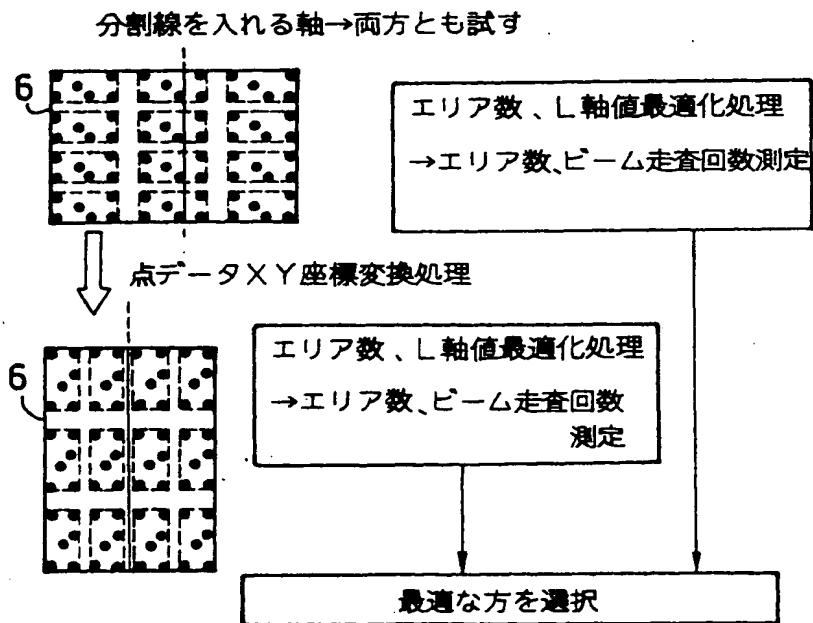 分割線を入れる軸→両方とも試す
6
エリア数、L軸値最適化処理
→エリア数、ビーム走査回数測定
点データXY座標変換処理
6
エリア数、L軸値最適化処理
→エリア数、ビーム走査回数
測定
最適な方を選択